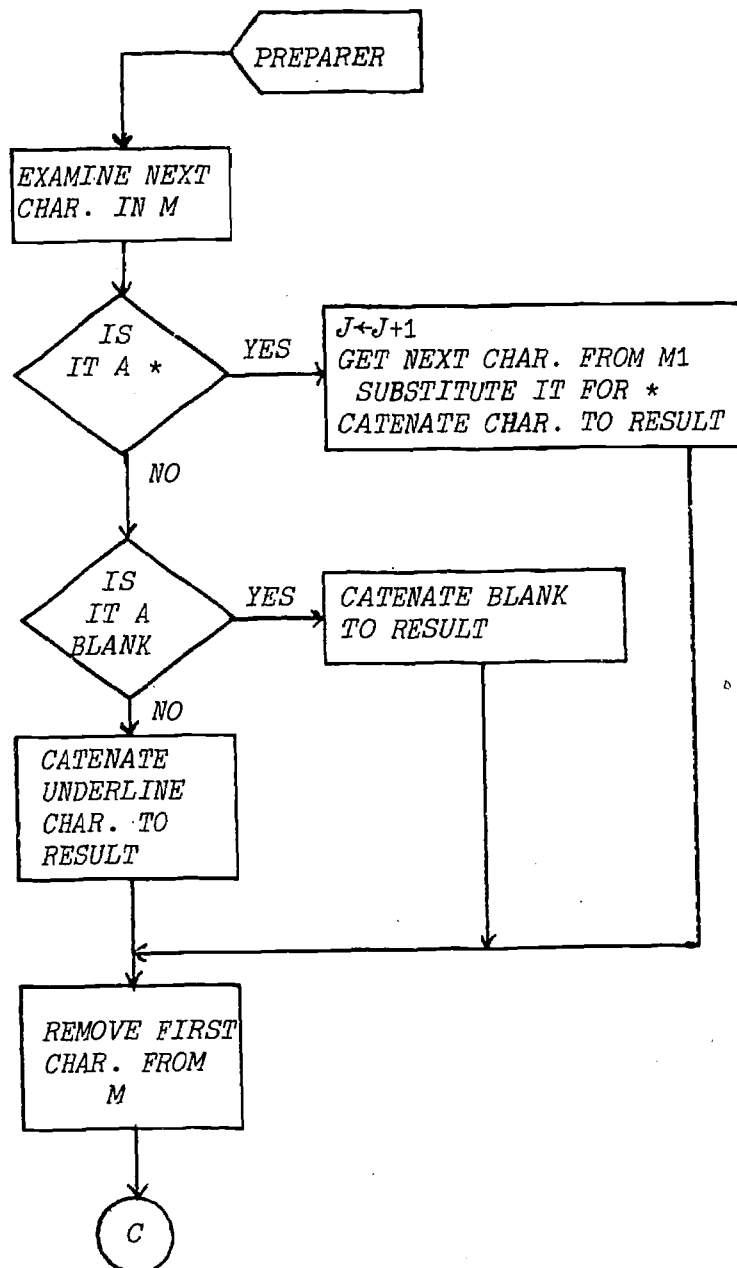 PREPARER
EXAMINE NEXT
CHAR. IN M
IS
IT A *
YES
J←J+1
GET NEXT CHAR. FROM M1
SUBSTITUTE IT FOR *
CATENATE CHAR. TO RESULT
NO
IS
IT A
BLANK
YES
CATENATE BLANK
TO RESULT
NO
CATENATE
UNDERLINE
CHAR. TO
RESULT
REMOVE FIRST
CHAR. FROM
M
C